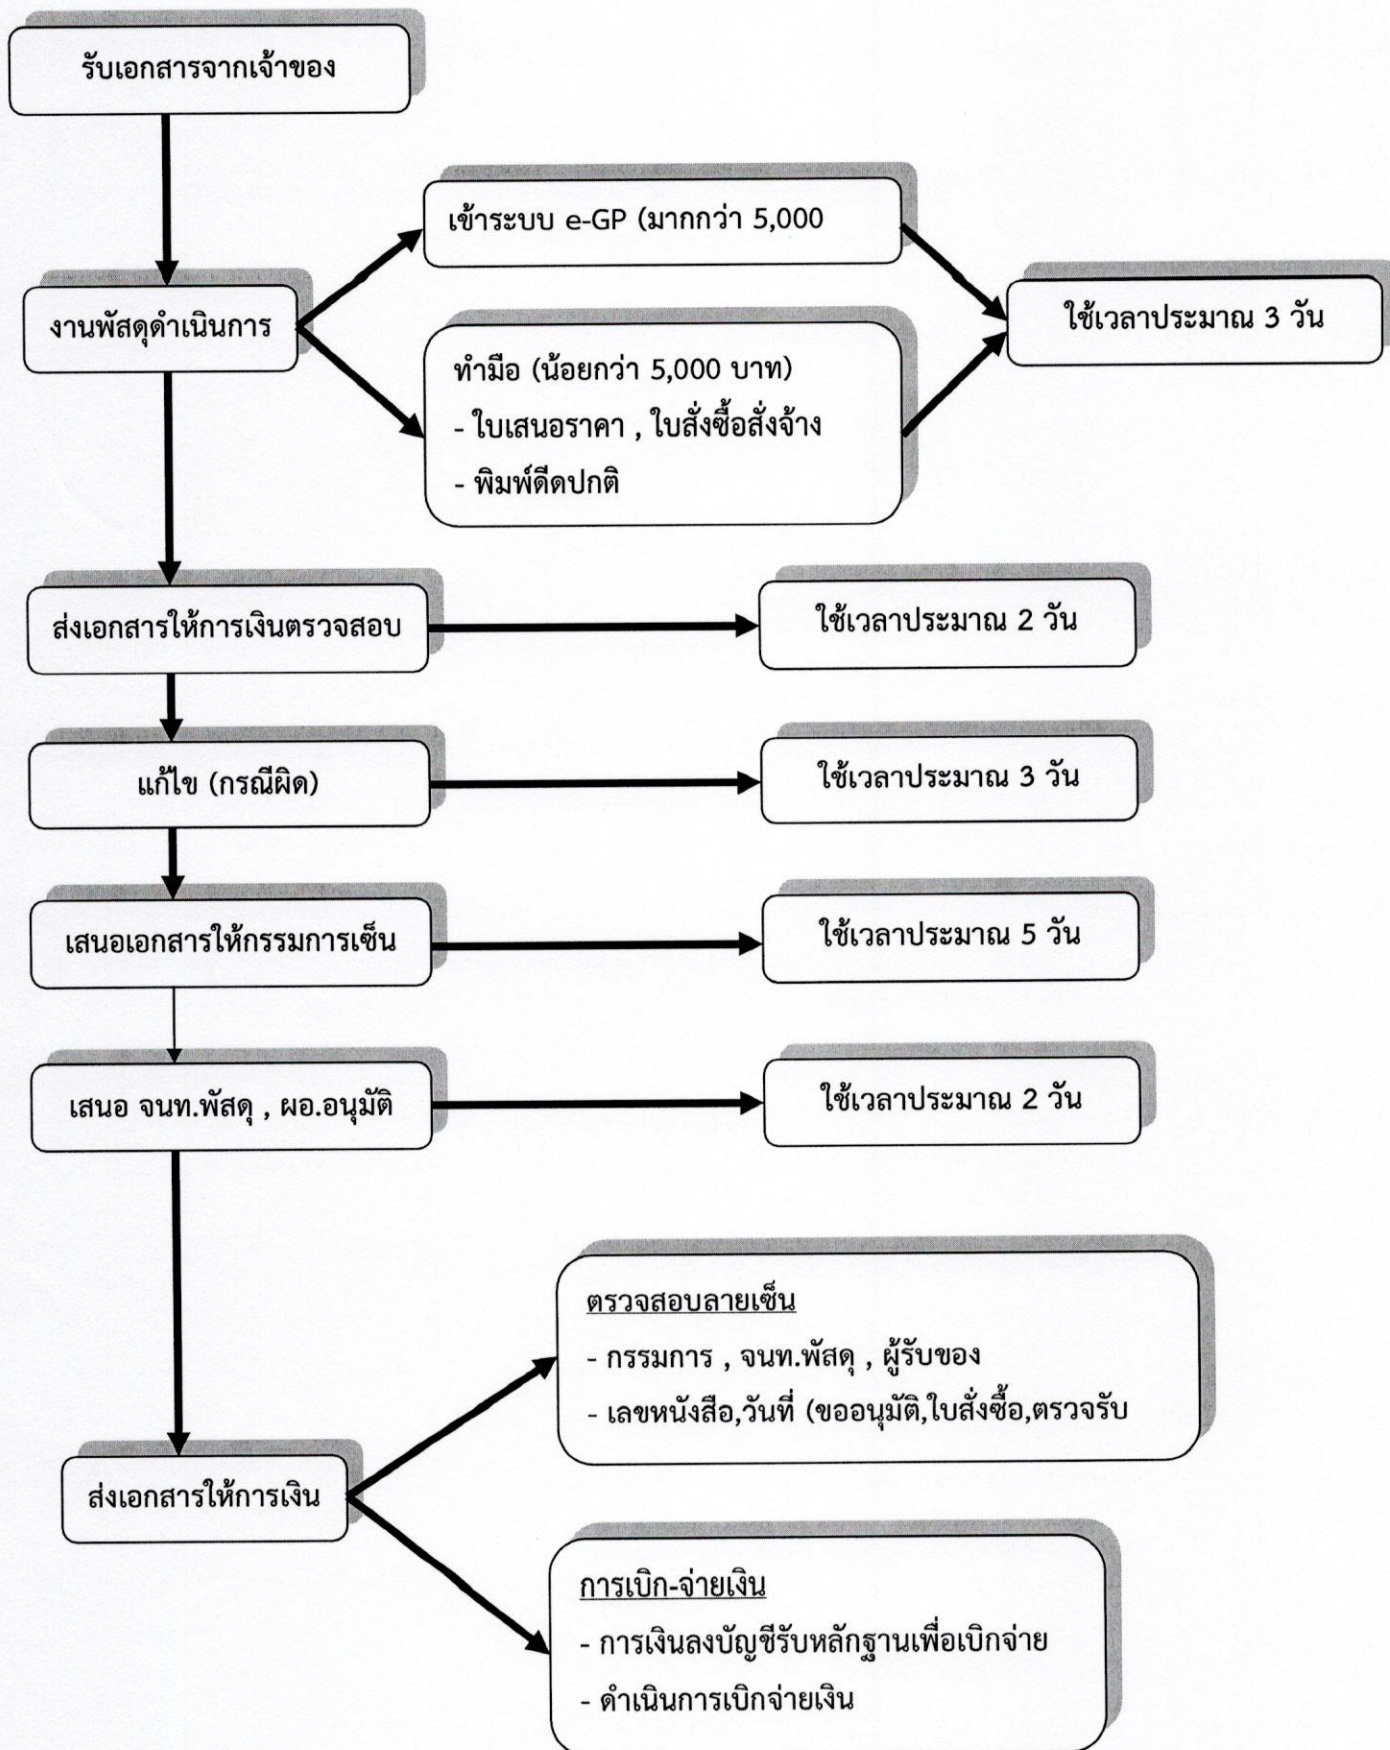 รับเอกสารจากเจ้าของ
เข้าระบบ e-GP (มากกว่า 5,000
งานพัสดุดำเนินการ
ใช้เวลาประมาณ 3 วัน
ทำมือ (น้อยกว่า 5,000 บาท)
- ใบเสนอราคา , ใบสั่งซื้อสั่งจ้าง
- พิมพ์ดีดปกติ
ส่งเอกสารให้การเงินตรวจสอบ
ใช้เวลาประมาณ 2 วัน
แก้ไข (กรณีผิด)
ใช้เวลาประมาณ 3 วัน
เสนอเอกสารให้กรรมการเซ็น
ใช้เวลาประมาณ 5 วัน
เสนอ จนท.พัสดุ , ผอ.อนุมัติ
ใช้เวลาประมาณ 2 วัน
ตรวจสอบลายเซ็น
- กรรมการ , จนท.พัสดุ , ผู้รับของ
- เลขหนังสือ,วันที่ (ขออนุมัติ,ใบสั่งซื้อ,ตรวจรับ
ส่งเอกสารให้การเงิน
การเบิก-จ่ายเงิน
- การเงินลงบัญชีรับหลักฐานเพื่อเบิกจ่าย
- ดำเนินการเบิกจ่ายเงิน